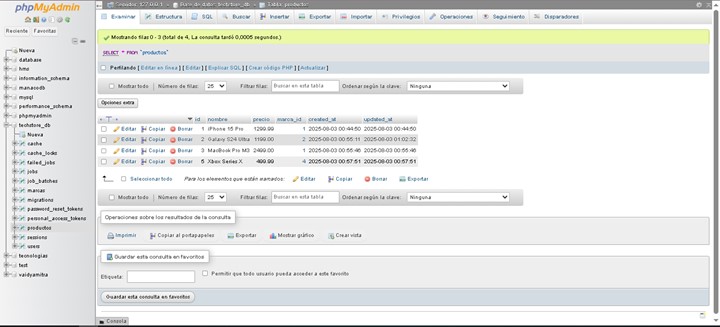 phpMyAdmin
Reciente Favoritas
Nueva
database
hms
information_schema
manasdb
mysql
performance_schema
phpmyadmin
techstore_db
Nueva
cache
cache_locks
failed_jobs
jobs
job_batches
marcas
migrations
password_reset_tokens
personal_access_tokens
productos
sessions
users
tecnologias
test
vaidyamitra
Servidor: 127.0.0.1 » Base de datos: techstore_db » Tabla: productos
Examinar Estructura SQL Buscar Insertar Exportar Importar Privilegios Operaciones Seguimiento Disparadores
Mostrando filas 0 - 3 (total de 4, La consulta tardó 0,0005 segundos.)
SELECT * FROM `productos`
Perfilando [ Editar en línea ] [ Editar ] [ Explicar SQL ] [ Crear código PHP ] [ Actualizar ]
Mostrar todo Número de filas: 25 Filtrar filas: Buscar en esta tabla Ordenar según la clave: Ninguna
Opciones extra
id nombre precio marca_id created_at updated_at
Editar Copiar Borrar 1 iPhone 15 Pro 1299.99 1 2025-08-03 00:44:50 2025-08-03 00:44:50
Editar Copiar Borrar 2 Galaxy S24 Ultra 1199.00 2 2025-08-03 00:55:11 2025-08-03 01:02:32
Editar Copiar Borrar 3 MacBook Pro M3 2499.00 1 2025-08-03 00:55:46 2025-08-03 00:55:46
Editar Copiar Borrar 5 Xbox Series X 499.99 4 2025-08-03 00:57:51 2025-08-03 00:57:51
Seleccionar todo Para los elementos que están marcados: Editar Copiar Borrar Exportar
Mostrar todo Número de filas: 25 Filtrar filas: Buscar en esta tabla Ordenar según la clave: Ninguna
Operaciones sobre los resultados de la consulta
Imprimir Copiar al portapapeles Exportar Mostrar gráfico Crear vista
Guardar esta consulta en favoritos
Etiqueta: Permitir que todo usuario pueda acceder a este favorito
Guardar esta consulta en favoritos
Consola